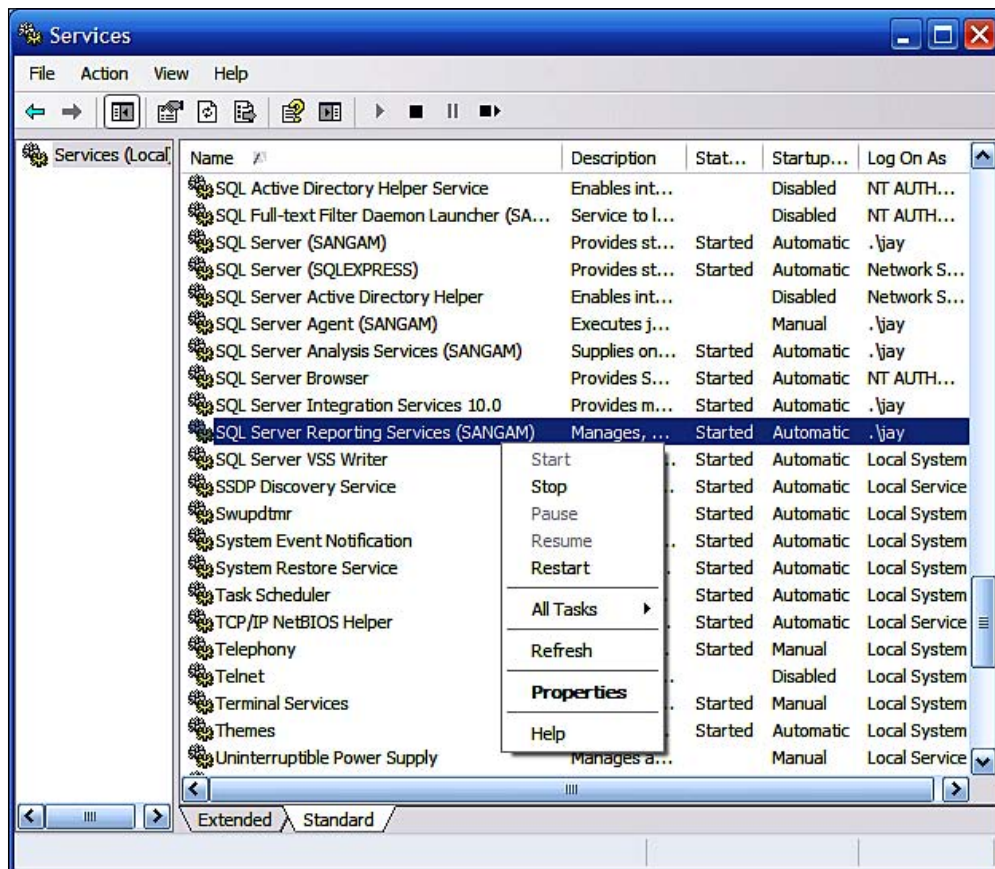 Services
File Action View Help
Services (Local)
Name Description Stat... Startup... Log On As
SQL Active Directory Helper Service Enables int... Disabled NT AUTH...
SQL Full-text Filter Daemon Launcher (SA... Service to l... Disabled NT AUTH...
SQL Server (SANGAM) Provides st... Started Automatic .\jay
SQL Server (SQLEXPRESS) Provides st... Started Automatic Network S...
SQL Server Active Directory Helper Enables int... Disabled Network S...
SQL Server Agent (SANGAM) Executes j... Manual .\jay
SQL Server Analysis Services (SANGAM) Supplies on... Started Automatic .\jay
SQL Server Browser Provides S... Started Automatic NT AUTH...
SQL Server Integration Services 10.0 Provides m... Started Automatic .\jay
SQL Server Reporting Services (SANGAM) Manages, ... Started Automatic .\jay
SQL Server VSS Writer Started Automatic Local System
SSDP Discovery Service Started Automatic Local Service
Swupdtmr Started Automatic Local System
System Event Notification Started Automatic Local System
System Restore Service Started Automatic Local System
Task Scheduler Started Automatic Local System
TCP/IP NetBIOS Helper Started Automatic Local Service
Telephony Started Manual Local System
Telnet Disabled Local System
Terminal Services Started Manual Local System
Themes Started Automatic Local System
Uninterruptible Power Supply Manages a... Manual Local Service
Start
Stop
Pause
Resume
Restart
All Tasks
Refresh
Properties
Help
Extended Standard